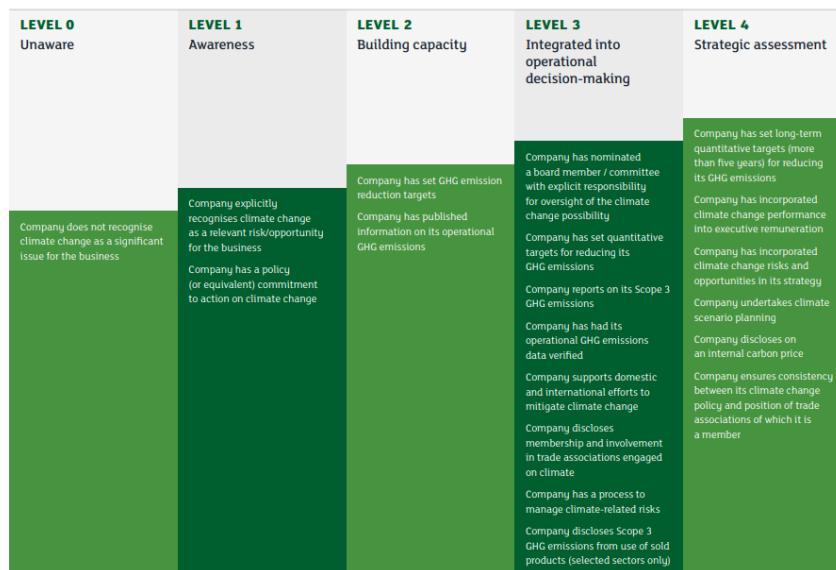 LEVEL 0
Unaware
Company does not recognise
climate change as a significant
issue for the business
LEVEL 1
Awareness
Company explicitly
recognises climate change
as a relevant risk/opportunity
for the business
Company has a policy
(or equivalent) commitment
to action on climate change
LEVEL 2
Building capacity
Company has set GHG emission
reduction targets
Company has published
information on its operational
GHG emissions
LEVEL 3
Integrated into
operational
decision-making
Company has nominated
a board member / committee
with explicit responsibility
for oversight of the climate
change possibility
Company has set quantitative
targets for reducing its
GHG emissions
Company reports on its Scope 3
GHG emissions
Company has had its
operational GHG emissions
data verified
Company supports domestic
and international efforts to
mitigate climate change
Company discloses
membership and involvement
in trade associations engaged
on climate
Company has a process to
manage climate-related risks
Company discloses Scope 3
GHG emissions from use of sold
products (selected sectors only)
LEVEL 4
Strategic assessment
Company has set long-term
quantitative targets (more
than five years) for reducing
its GHG emissions
Company has incorporated
climate change performance
into executive remuneration
Company has incorporated
climate change risks and
opportunities in its strategy
Company undertakes climate
scenario planning
Company discloses on
an internal carbon price
Company ensures consistency
between its climate change
policy and position of trade
associations of which it is
a member